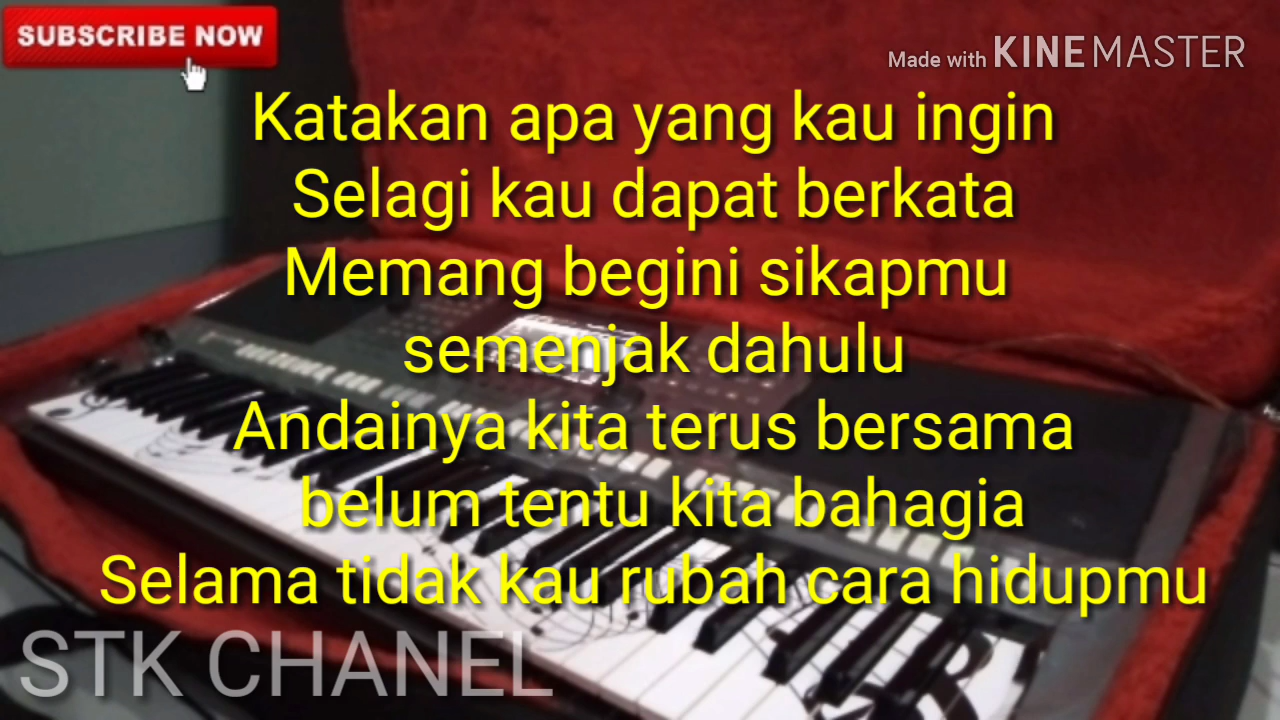 SUBSCRIBE NOW
Made with KINEMASTER
Katakan apa yang kau ingin
Selagi kau dapat berkata
Memang begini sikapmu
semenjak dahulu
Andainya kita terus bersama
belum tentu kita bahagia
Selama tidak kau rubah cara hidupmu
STK CHANEL